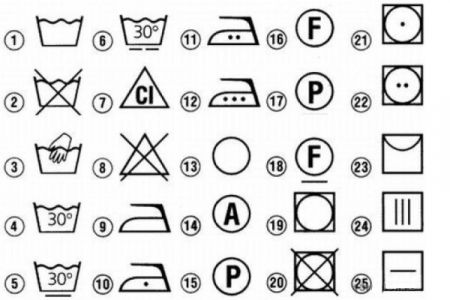 1 6 11 16 F 21
30°
2 7 Cl 12 17 P 22
3 8 13 18 F 23
4 30° 9 14 A 19 24
5 30° 10 15 P 20 25